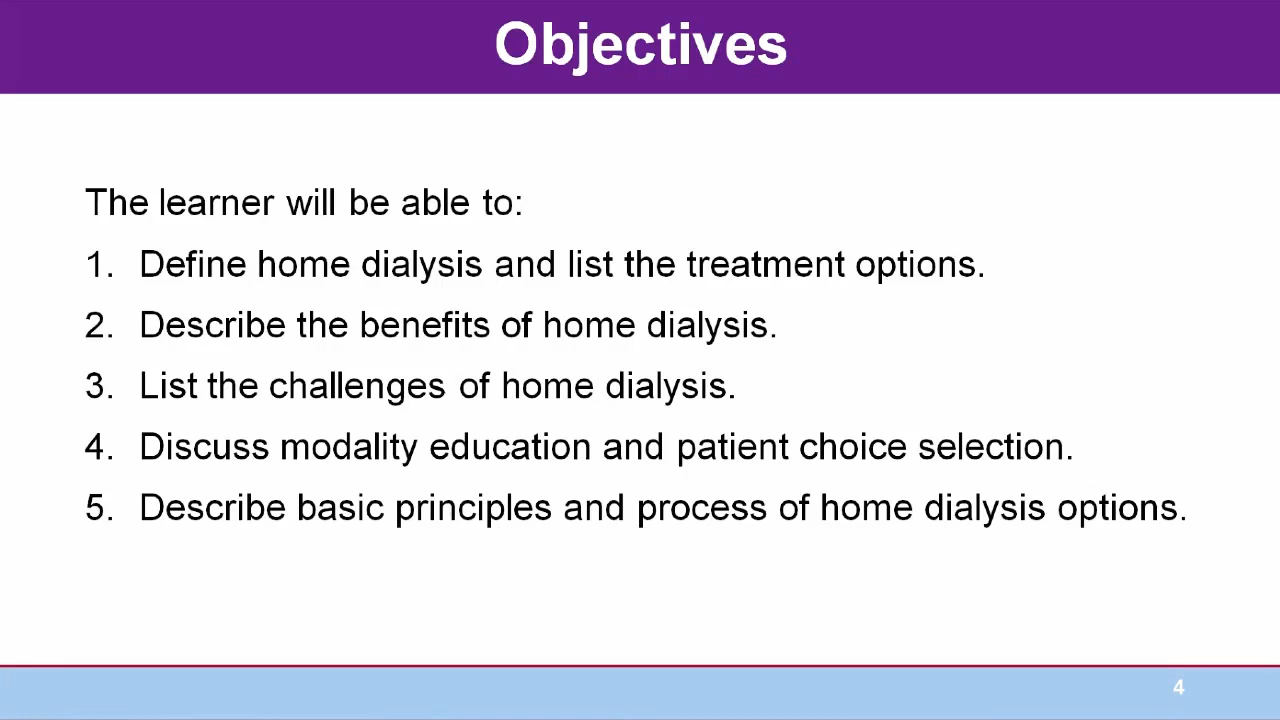 Objectives
The learner will be able to:
1. Define home dialysis and list the treatment options.
2. Describe the benefits of home dialysis.
3. List the challenges of home dialysis.
4. Discuss modality education and patient choice selection.
5. Describe basic principles and process of home dialysis options.
4